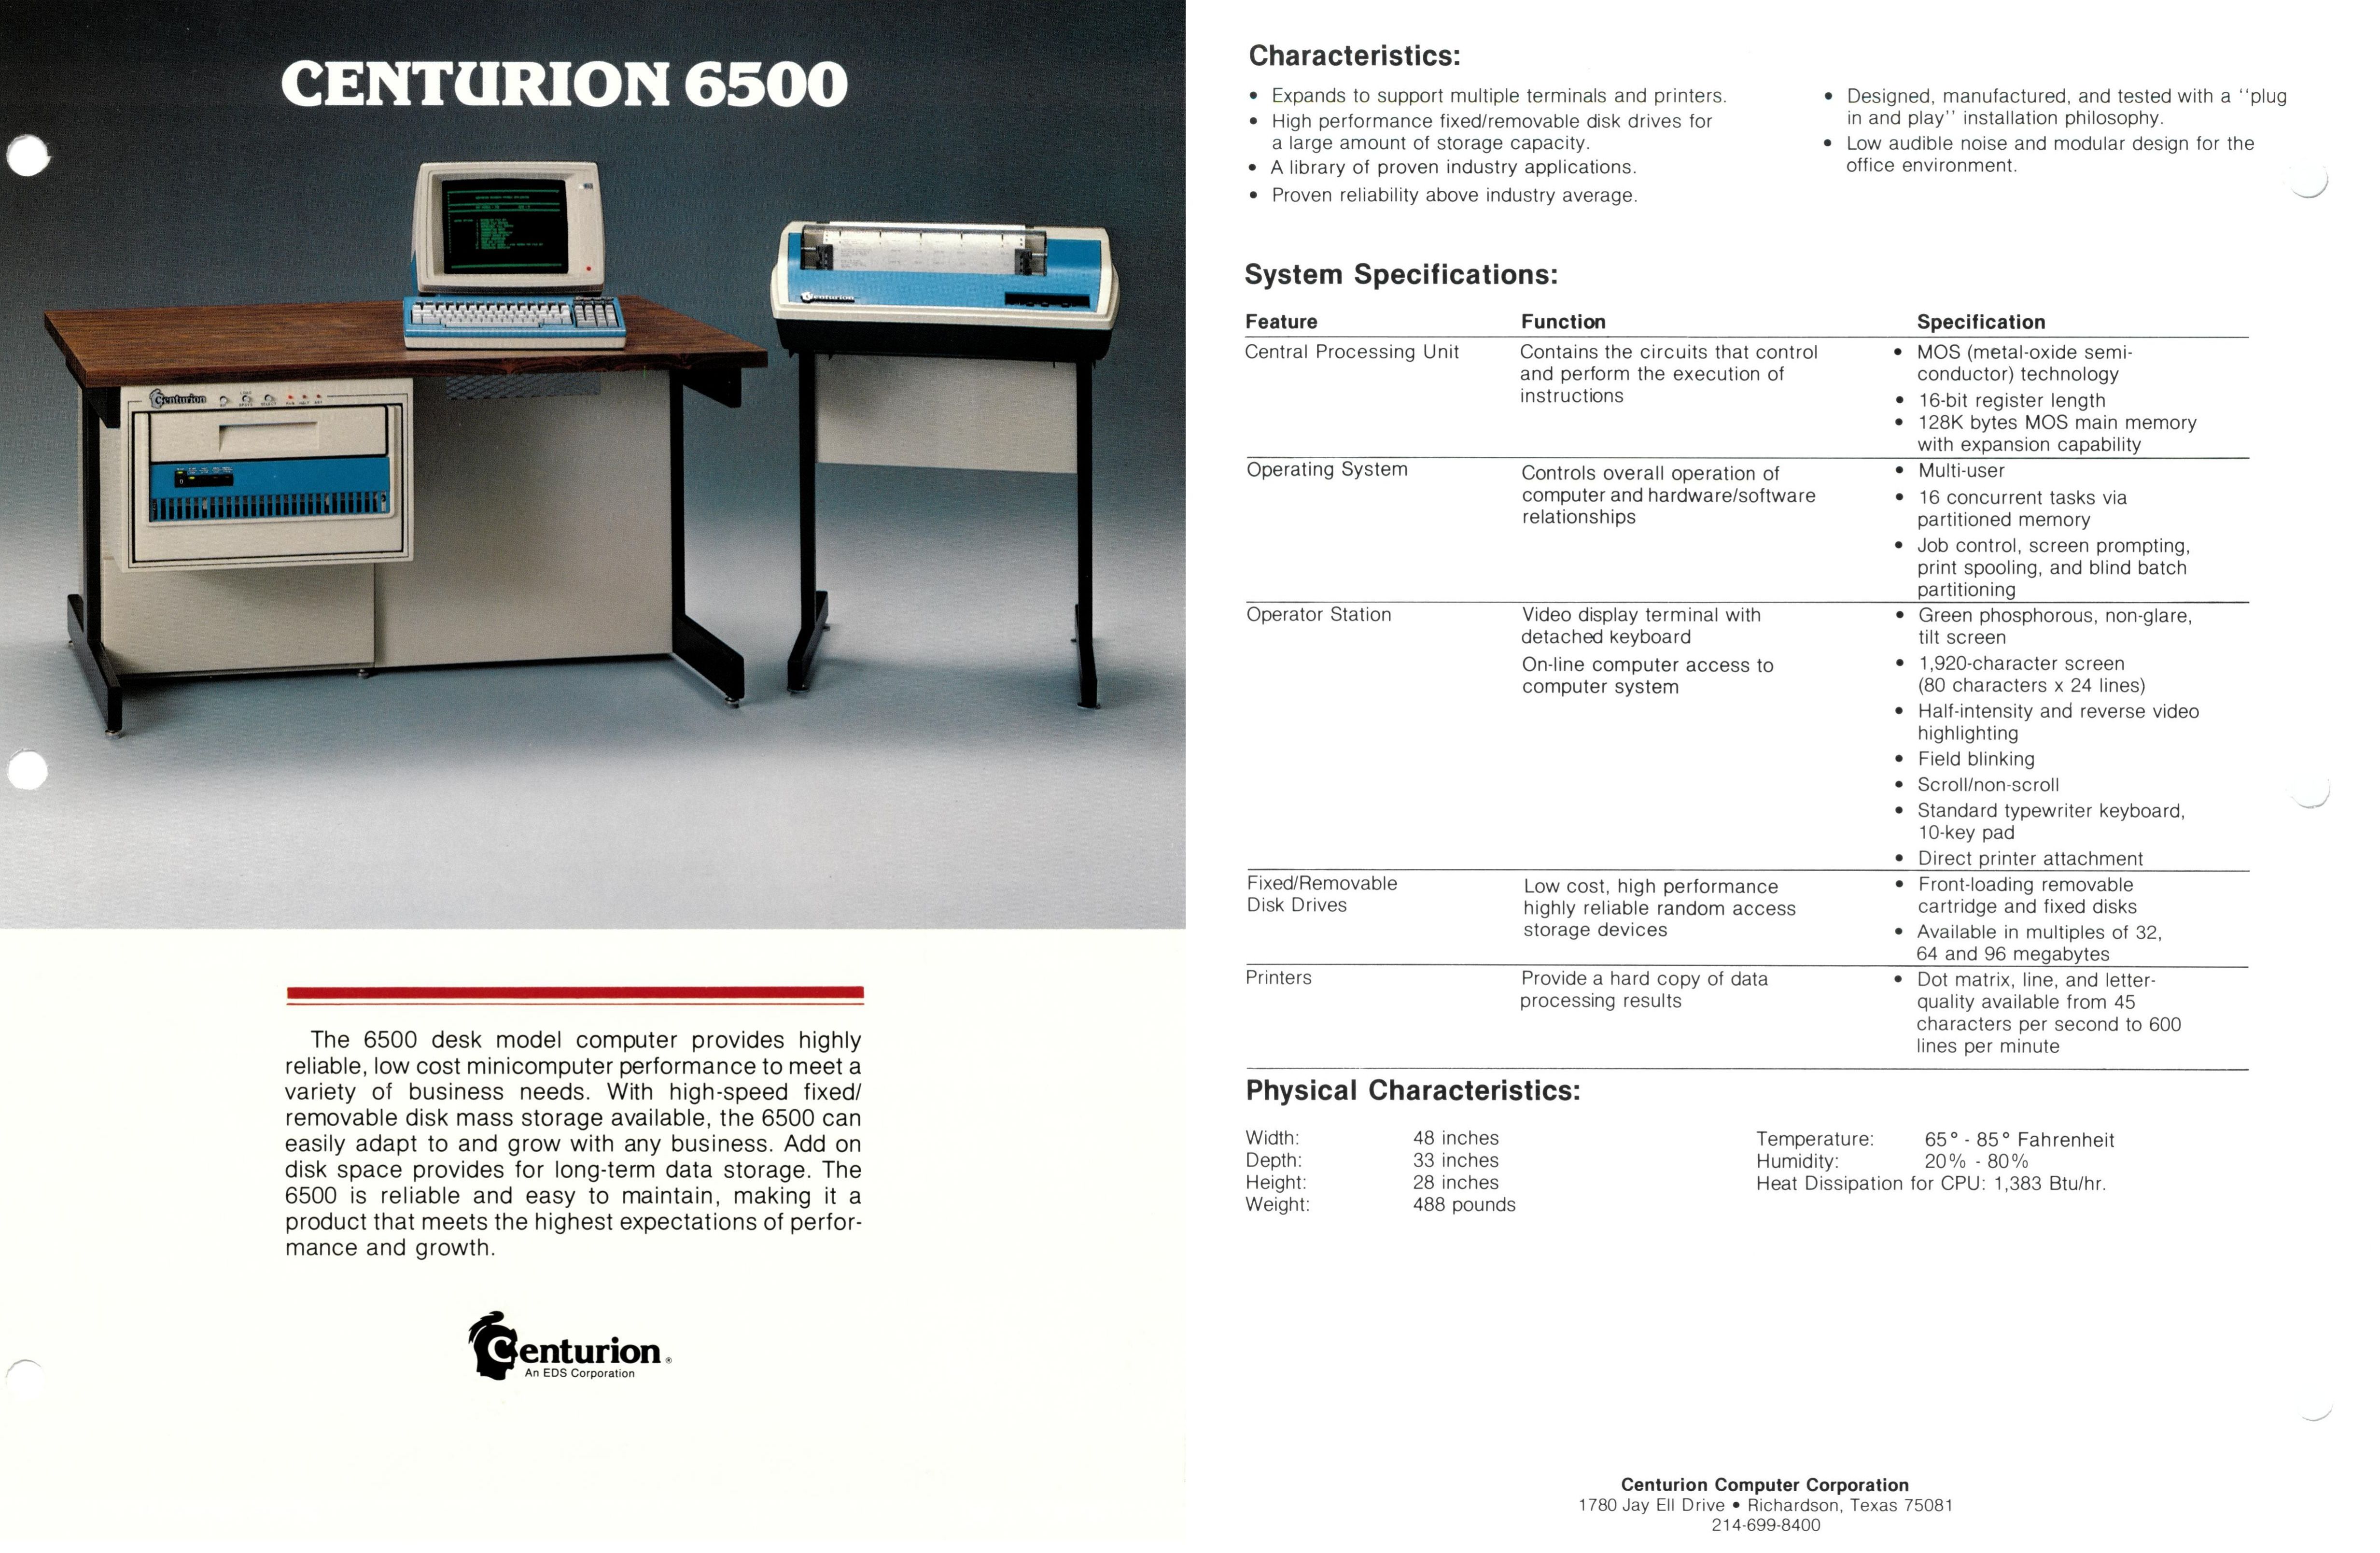 CENTURION 6500
Centurion
Centurion
The 6500 desk model computer provides highly
reliable, low cost minicomputer performance to meet a
variety of business needs. With high-speed fixed/
removable disk mass storage available, the 6500 can
easily adapt to and grow with any business. Add on
disk space provides for long-term data storage. The
6500 is reliable and easy to maintain, making it a
product that meets the highest expectations of perfor-
mance and growth.
Centurion®
An EDS Corporation
Characteristics:
• Expands to support multiple terminals and printers.
• High performance fixed/removable disk drives for
a large amount of storage capacity.
• A library of proven industry applications.
• Proven reliability above industry average.
• Designed, manufactured, and tested with a ''plug
in and play'' installation philosophy.
• Low audible noise and modular design for the
office environment.
System Specifications:
Feature Function Specification
Central Processing Unit
Contains the circuits that control
and perform the execution of
instructions
• MOS (metal-oxide semi-
conductor) technology
• 16-bit register length
• 128K bytes MOS main memory
with expansion capability
Operating System
Controls overall operation of
computer and hardware/software
relationships
• Multi-user
• 16 concurrent tasks via
partitioned memory
• Job control, screen prompting,
print spooling, and blind batch
partitioning
Operator Station
Video display terminal with
detached keyboard
On-line computer access to
computer system
• Green phosphorous, non-glare,
tilt screen
• 1,920-character screen
(80 characters x 24 lines)
• Half-intensity and reverse video
highlighting
• Field blinking
• Scroll/non-scroll
• Standard typewriter keyboard,
10-key pad
• Direct printer attachment
Fixed/Removable
Disk Drives
Low cost, high performance
highly reliable random access
storage devices
• Front-loading removable
cartridge and fixed disks
• Available in multiples of 32,
64 and 96 megabytes
Printers
Provide a hard copy of data
processing results
• Dot matrix, line, and letter-
quality available from 45
characters per second to 600
lines per minute
Physical Characteristics:
Width: 48 inches
Depth: 33 inches
Height: 28 inches
Weight: 488 pounds
Temperature: 65° - 85° Fahrenheit
Humidity: 20% - 80%
Heat Dissipation for CPU: 1,383 Btu/hr.
Centurion Computer Corporation
1780 Jay Ell Drive • Richardson, Texas 75081
214-699-8400